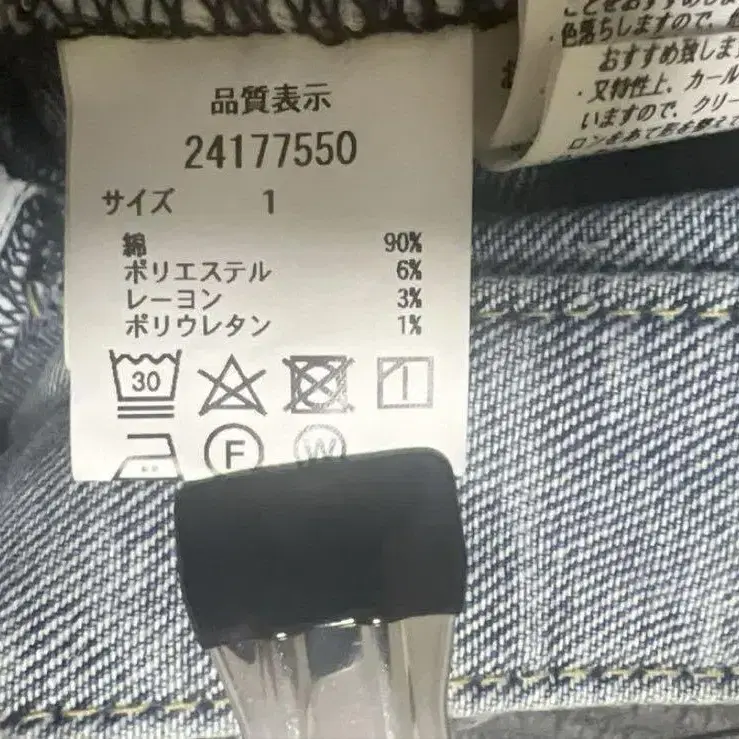 品質表示
24177550
サイズ 1
綿 90%
ポリエステル 6%
レーヨン 3%
ポリウレタン 1%
30
F
W
・色落ちしますので、
おすすめ致しま
・又特性上、カール
いますので、クリー